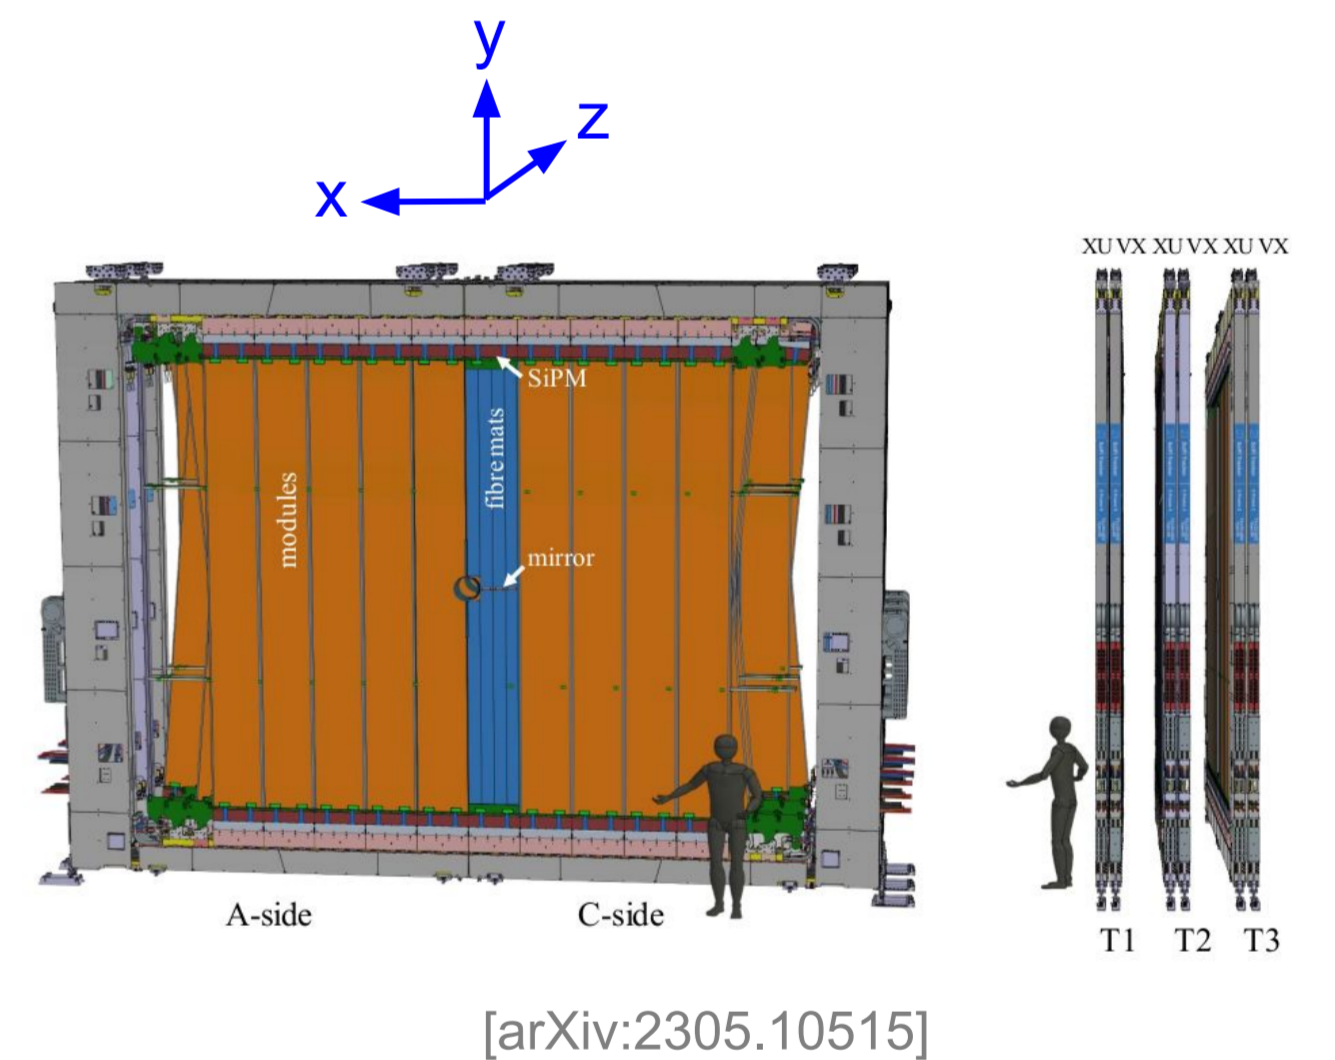 y
z
x
XU VX XU VX XU VX
SiPM
fibre mats
modules
mirror
A-side
C-side
T1
T2
T3
[arXiv:2305.10515]